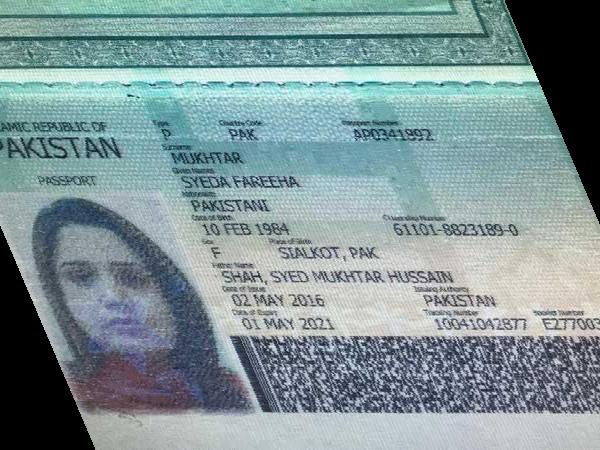 AMIC REPUBLIC OF
PAKISTAN
PASSPORT
Type
Country Code
Passport Number
P
PAK
AP0341892
Surname
MUKHTAR
Given Names
SYEDA FAREEHA
Nationality
PAKISTANI
Date of Birth
Citizenship Number
10 FEB 1984
61101-8823189-0
Sex
Place of Birth
F
SIALKOT, PAK
Father Name
SHAH, SYED MUKHTAR HUSSAIN
Date of Issue
Issuing Authority
02 MAY 2016
PAKISTAN
Date of Expiry
Tracking Number
Booklet Number
01 MAY 2021
10041042877
E277003